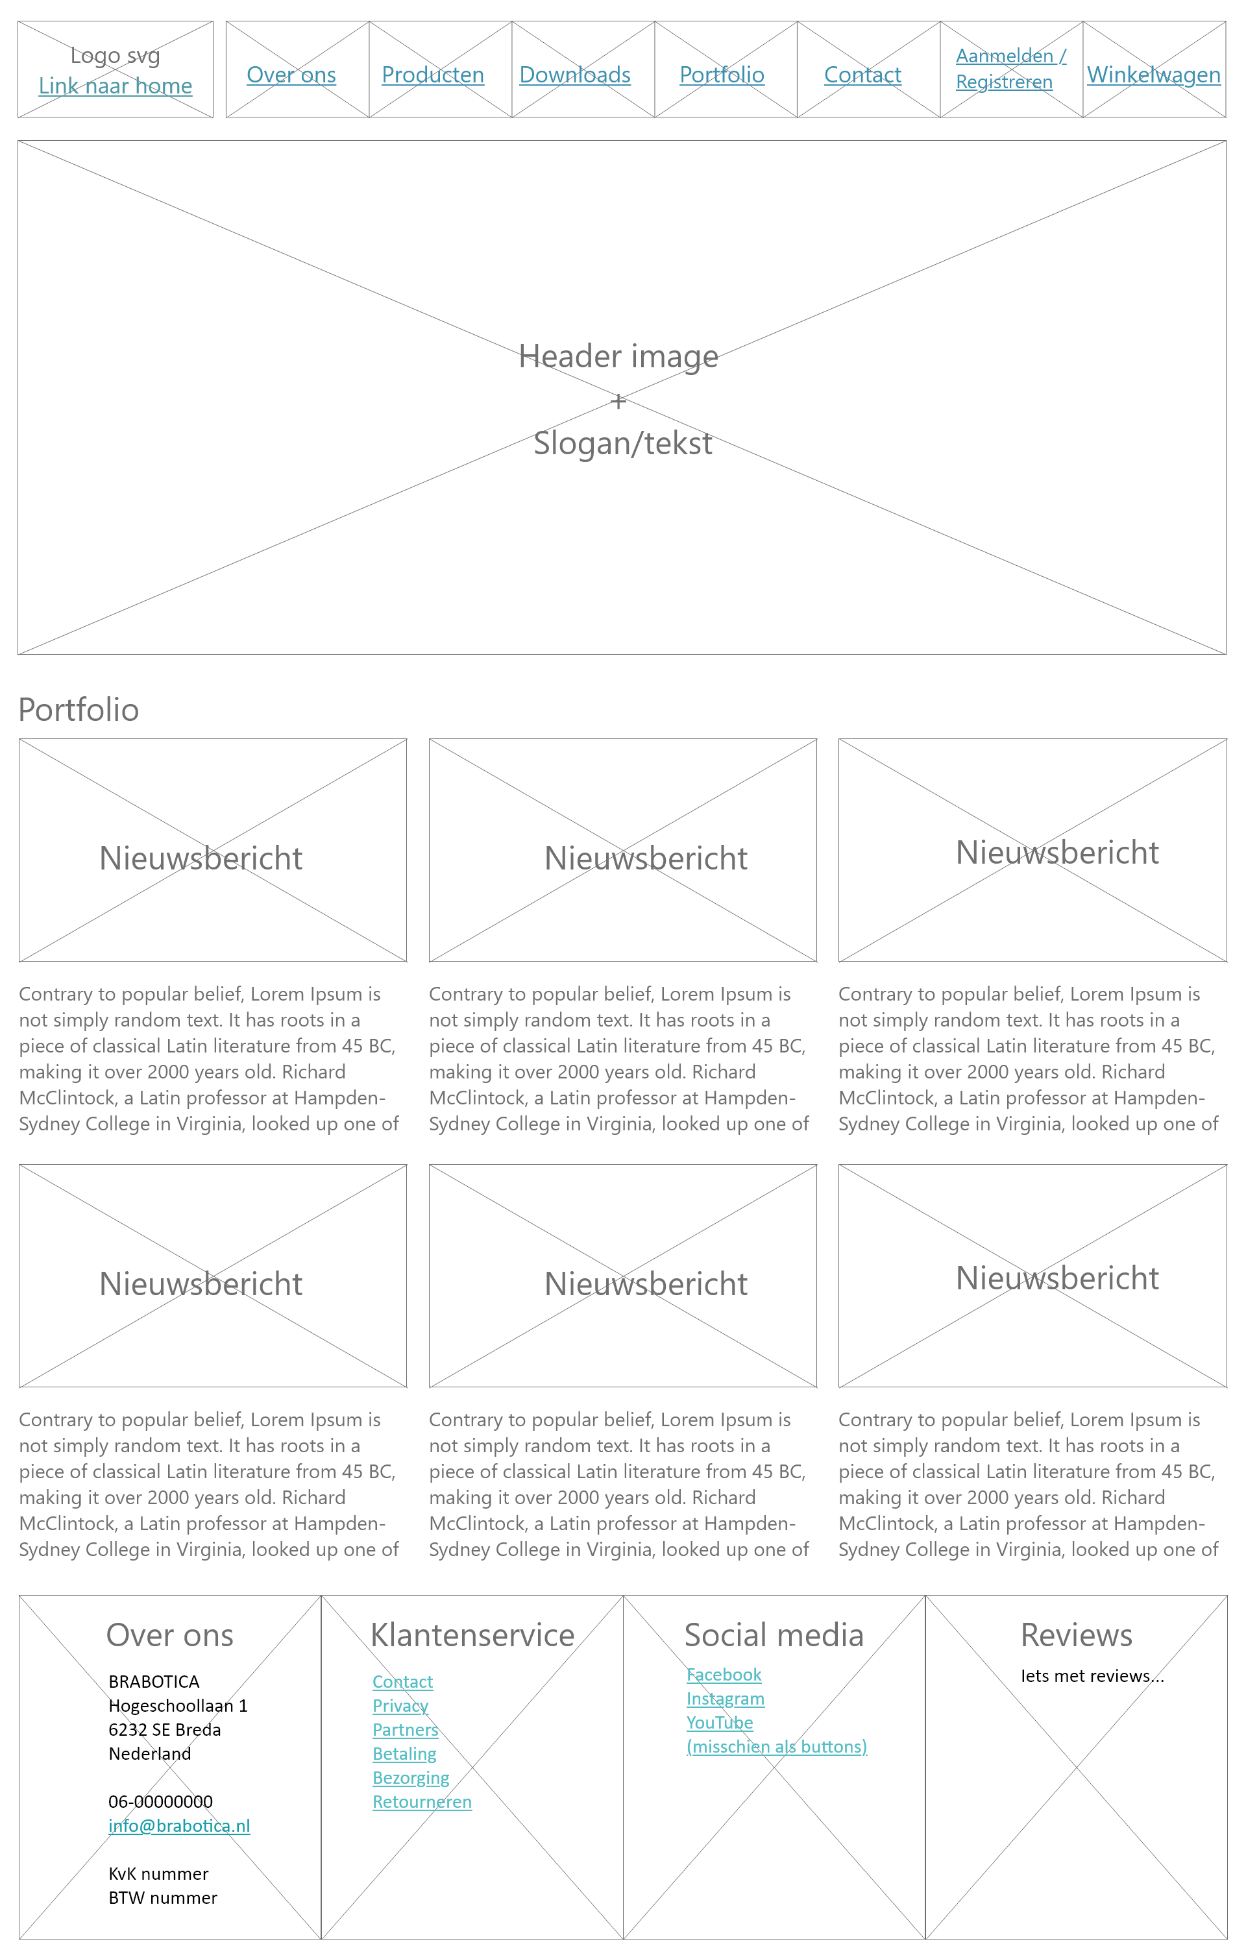 Logo svg
Link naar home
Over ons
Producten
Downloads
Portfolio
Contact
Aanmelden /
Registreren
Winkelwagen
Header image
+
Slogan/tekst
Portfolio
Nieuwsbericht
Contrary to popular belief, Lorem Ipsum is
not simply random text. It has roots in a
piece of classical Latin literature from 45 BC,
making it over 2000 years old. Richard
McClintock, a Latin professor at Hampden-
Sydney College in Virginia, looked up one of
Nieuwsbericht
Contrary to popular belief, Lorem Ipsum is
not simply random text. It has roots in a
piece of classical Latin literature from 45 BC,
making it over 2000 years old. Richard
McClintock, a Latin professor at Hampden-
Sydney College in Virginia, looked up one of
Nieuwsbericht
Contrary to popular belief, Lorem Ipsum is
not simply random text. It has roots in a
piece of classical Latin literature from 45 BC,
making it over 2000 years old. Richard
McClintock, a Latin professor at Hampden-
Sydney College in Virginia, looked up one of
Nieuwsbericht
Contrary to popular belief, Lorem Ipsum is
not simply random text. It has roots in a
piece of classical Latin literature from 45 BC,
making it over 2000 years old. Richard
McClintock, a Latin professor at Hampden-
Sydney College in Virginia, looked up one of
Nieuwsbericht
Contrary to popular belief, Lorem Ipsum is
not simply random text. It has roots in a
piece of classical Latin literature from 45 BC,
making it over 2000 years old. Richard
McClintock, a Latin professor at Hampden-
Sydney College in Virginia, looked up one of
Nieuwsbericht
Contrary to popular belief, Lorem Ipsum is
not simply random text. It has roots in a
piece of classical Latin literature from 45 BC,
making it over 2000 years old. Richard
McClintock, a Latin professor at Hampden-
Sydney College in Virginia, looked up one of
Over ons
BRABOTICA
Hogeschoollaan 1
6232 SE Breda
Nederland
06-00000000
info@brabotica.nl
KvK nummer
BTW nummer
Klantenservice
Contact
Privacy
Partners
Betaling
Bezorging
Retourneren
Social media
Facebook
Instagram
YouTube
(misschien als buttons)
Reviews
Iets met reviews...